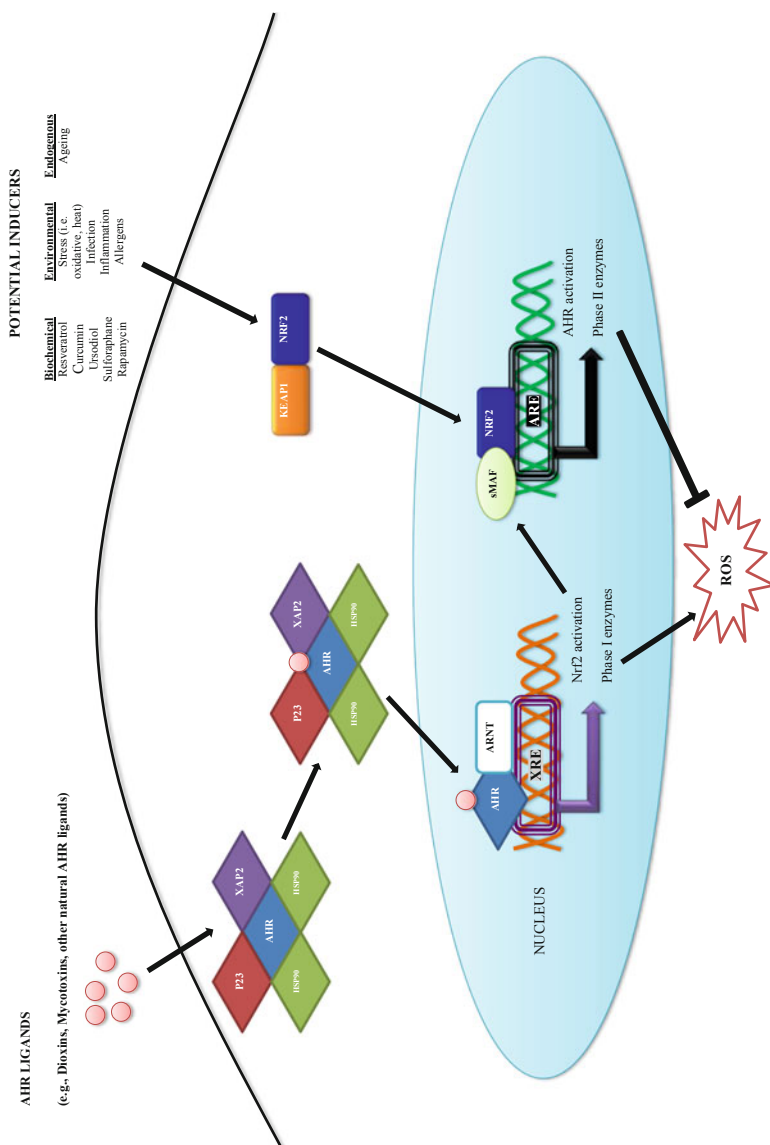 AHR LIGANDS
(e.g., Dioxins, Mycotoxins, other natural AHR ligands)
POTENTIAL INDUCERS
Biochemical
Resveratrol
Curcumin
Ursodiol
Sulforaphane
Rapamycin
Environmental
Stress (i.e.
oxidative, heat)
Infection
Inflammation
Allergens
Endogenous
Ageing
P23
XAP2
AHR
HSP90
HSP90
P23
XAP2
AHR
HSP90
HSP90
KEAP1
NRF2
NUCLEUS
AHR
ARNT
XRE
Nrf2 activation
Phase I enzymes
sMAF
NRF2
ARE
AHR activation
Phase II enzymes
ROS